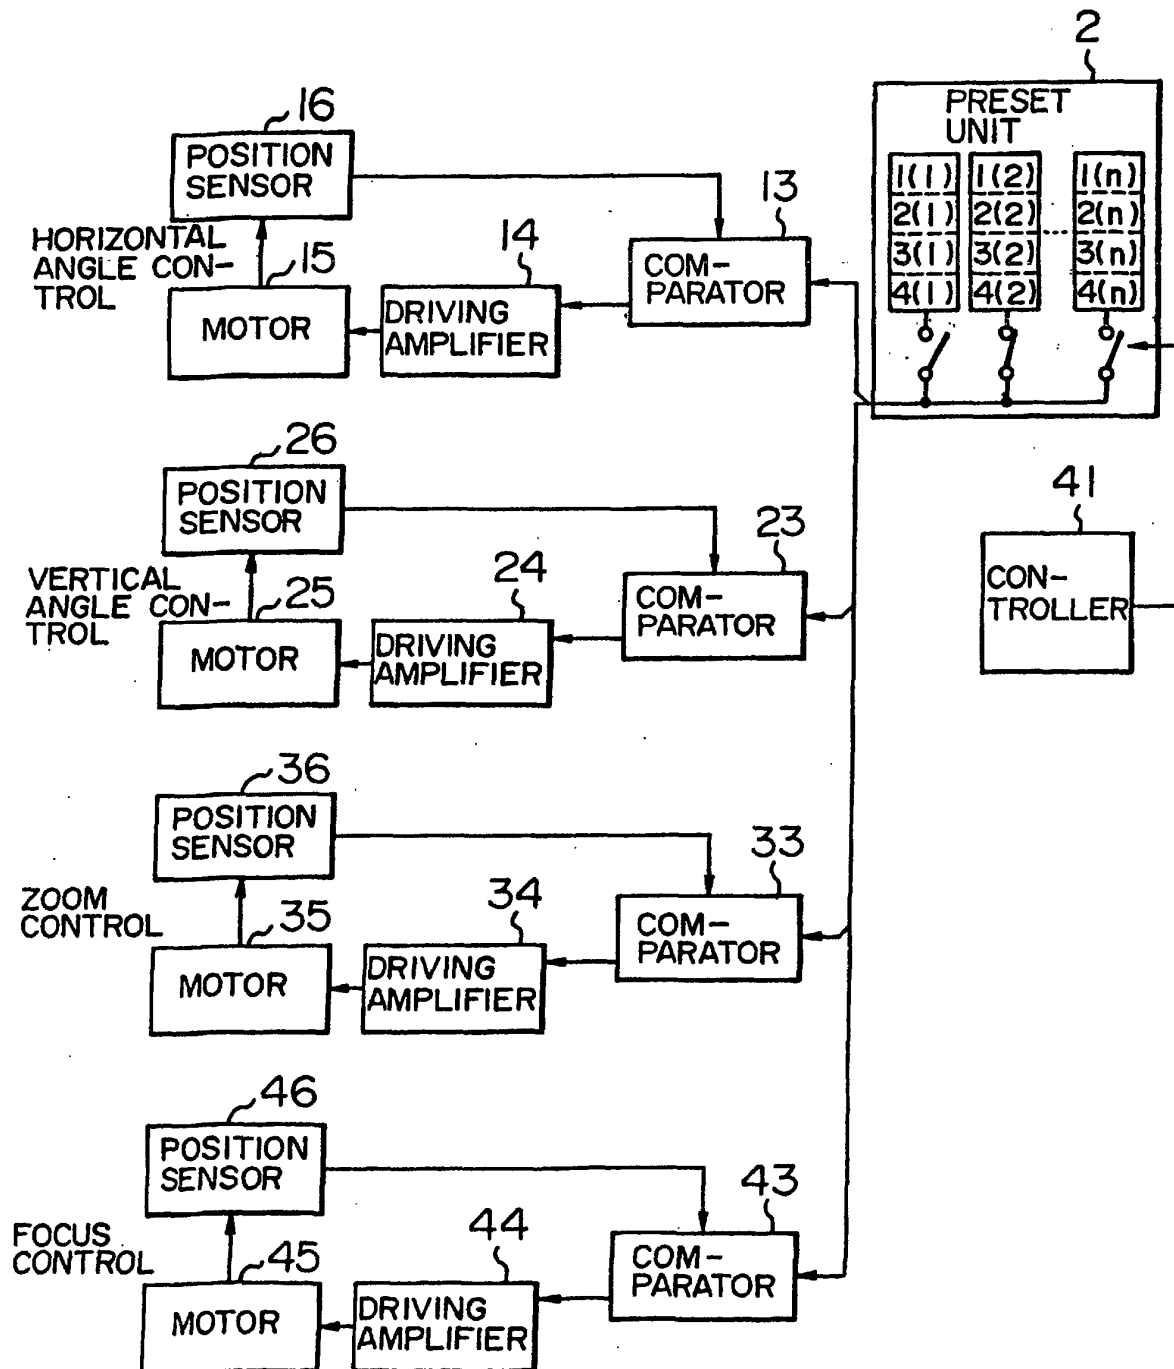 2
PRESET
UNIT
1(1) 1(2) 1(n)
2(1) 2(2) 2(n)
3(1) 3(2) 3(n)
4(1) 4(2) 4(n)
41
CON-
TROLLER
16
POSITION
SENSOR
HORIZONTAL
ANGLE CON-
TROL
15
MOTOR
14
DRIVING
AMPLIFIER
13
COM-
PARATOR
26
POSITION
SENSOR
VERTICAL
ANGLE CON-
TROL
25
MOTOR
24
DRIVING
AMPLIFIER
23
COM-
PARATOR
36
POSITION
SENSOR
ZOOM
CONTROL
35
MOTOR
34
DRIVING
AMPLIFIER
33
COM-
PARATOR
46
POSITION
SENSOR
FOCUS
CONTROL
45
MOTOR
44
DRIVING
AMPLIFIER
43
COM-
PARATOR